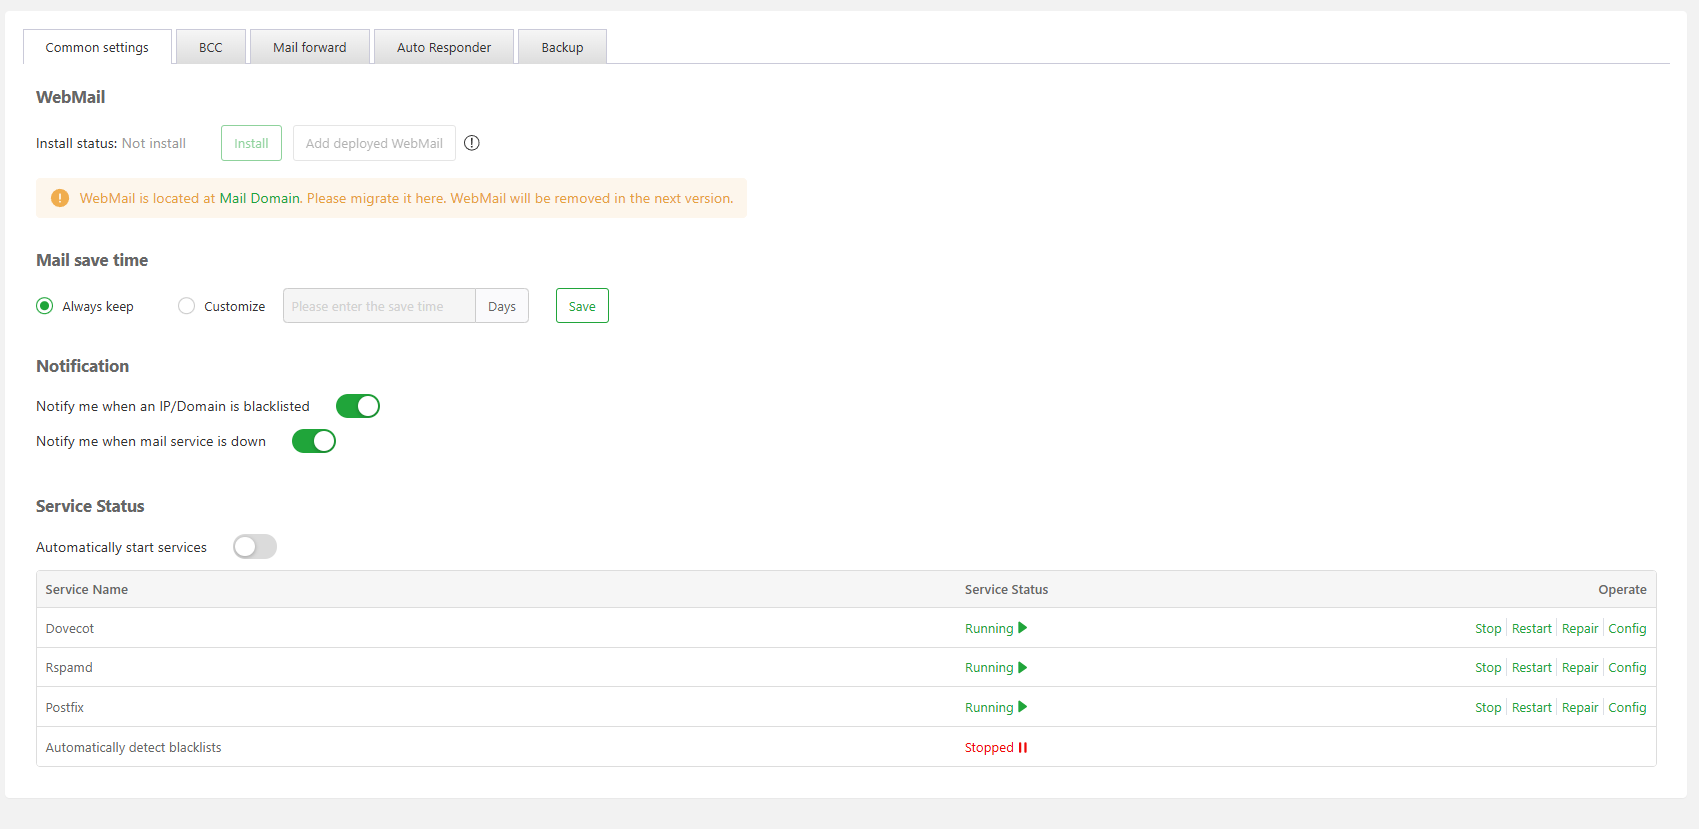 Common settings BCC Mail forward Auto Responder Backup
WebMail
Install status: Not install Install Add deployed WebMail
WebMail is located at Mail Domain. Please migrate it here. WebMail will be removed in the next version.
Mail save time
Always keep Customize Please enter the save time Days Save
Notification
Notify me when an IP/Domain is blacklisted
Notify me when mail service is down
Service Status
Automatically start services
Service Name Service Status Operate
Dovecot Running Stop Restart Repair Config
Rspamd Running Stop Restart Repair Config
Postfix Running Stop Restart Repair Config
Automatically detect blacklists Stopped